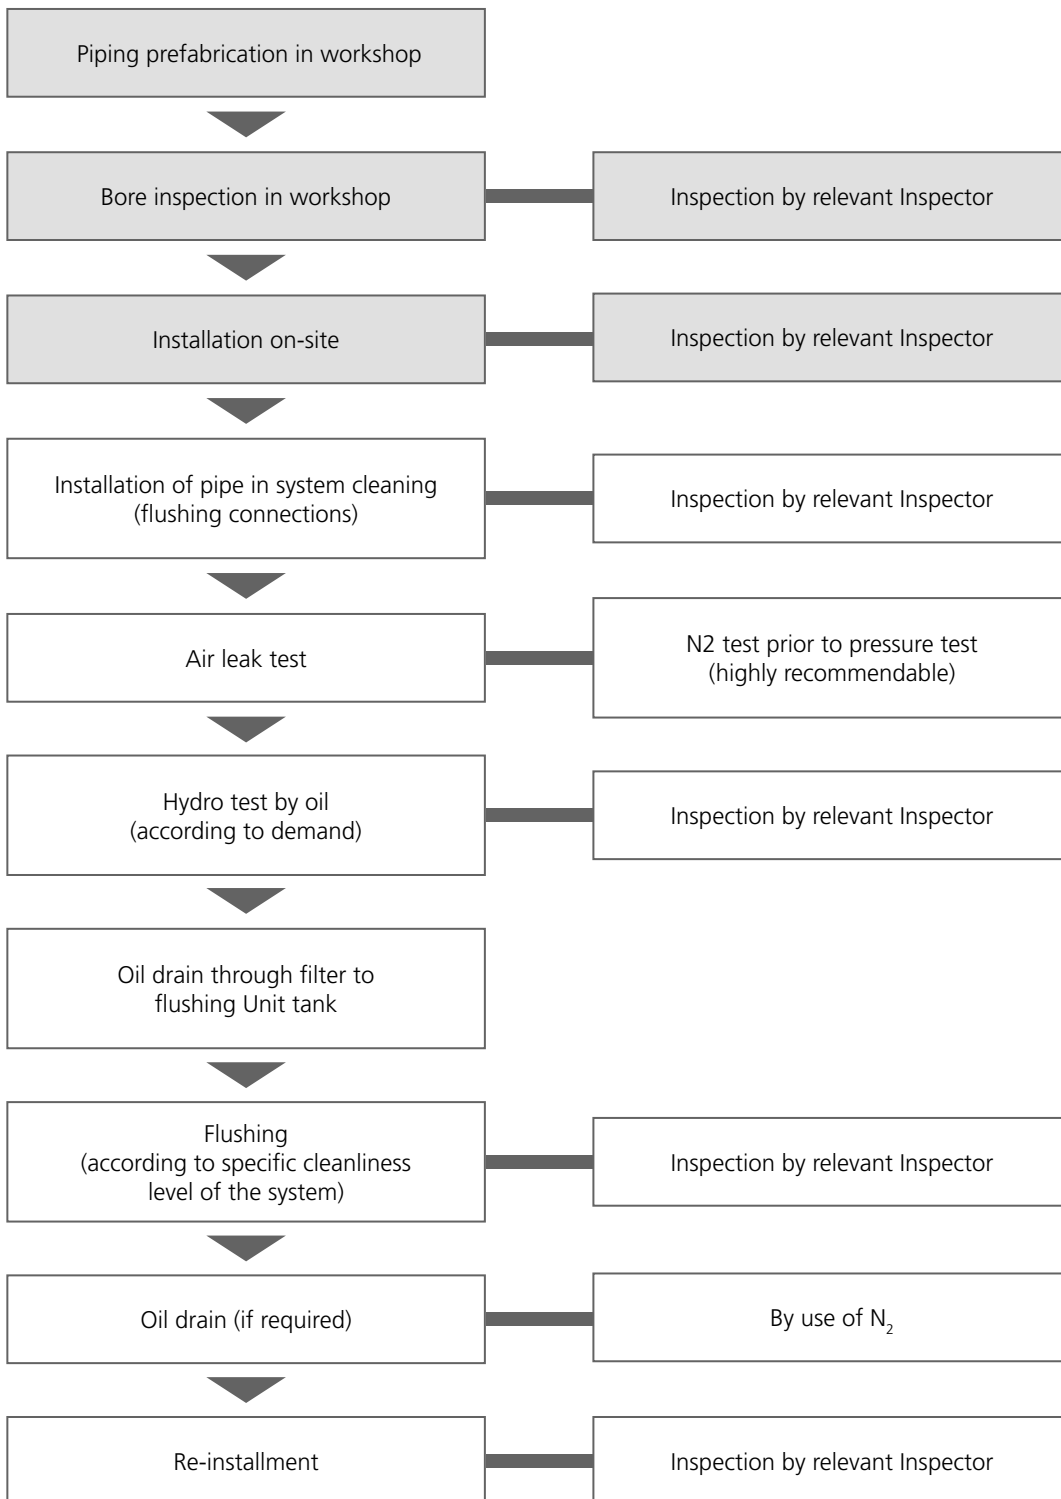 Piping prefabrication in workshop
Bore inspection in workshop
Inspection by relevant Inspector
Installation on-site
Inspection by relevant Inspector
Installation of pipe in system cleaning
(flushing connections)
Inspection by relevant Inspector
Air leak test
N2 test prior to pressure test
(highly recommendable)
Hydro test by oil
(according to demand)
Inspection by relevant Inspector
Oil drain through filter to
flushing Unit tank
Flushing
(according to specific cleanliness
level of the system)
Inspection by relevant Inspector
Oil drain (if required)
By use of N₂
Re-installment
Inspection by relevant Inspector